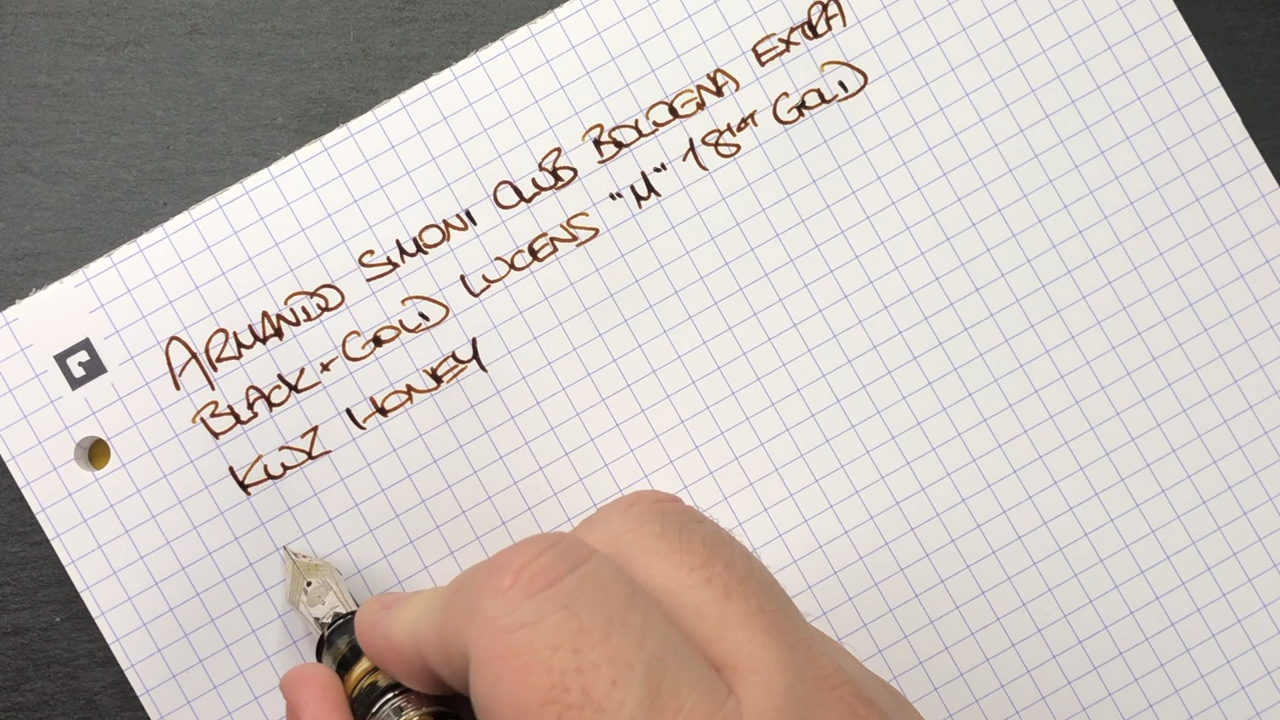 ARMANDO SIMONI CLUB BOLOGNA EXTRA
BLACK + GOLD LUCENS "M" 18kt GOLD
KWZ HONEY